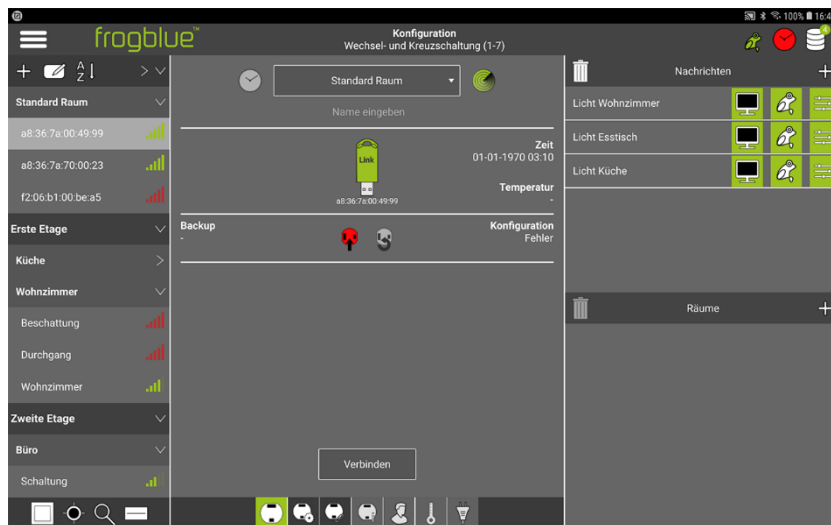 100% 16:4
frogblue™
Konfiguration
Wechsel- und Kreuzschaltung (1-7)
4
A
Z
Standard Raum
a8:36:7a:00:49:99
a8:36:7a:70:00:23
f2:06:b1:00:be:a5
Erste Etage
Küche
Wohnzimmer
Beschattung
Durchgang
Wohnzimmer
Zweite Etage
Büro
Schaltung
Standard Raum
Name eingeben
Link
a8:36:7a:00:49:99
Zeit
01-01-1970 03:10
Temperatur
-
Backup
-
Konfiguration
Fehler
Verbinden
Nachrichten
Licht Wohnzimmer
Licht Esstisch
Licht Küche
Räume